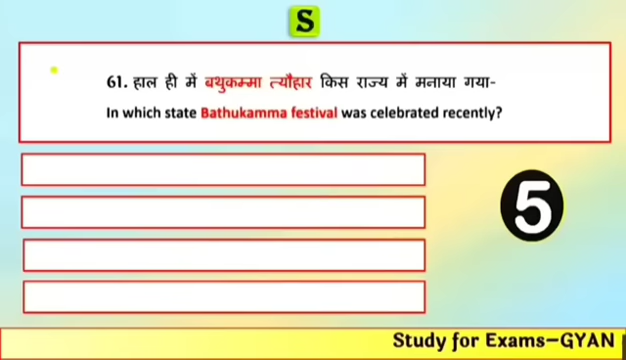 S
61. हाल ही में बथुकम्मा त्यौहार किस राज्य में मनाया गया-
In which state Bathukamma festival was celebrated recently?
5
Study for Exams-GYAN